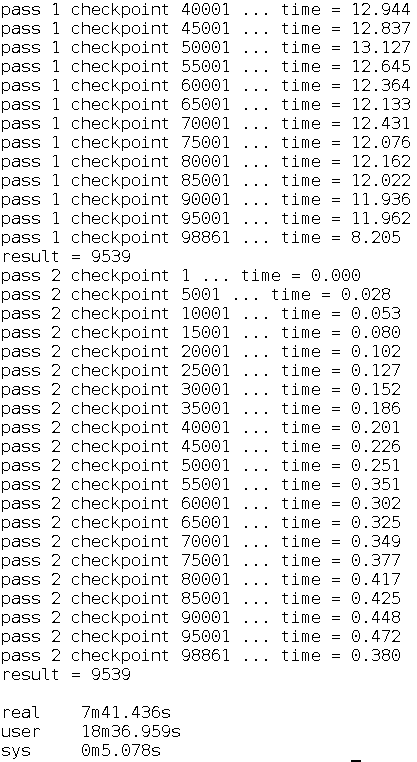 pass 1 checkpoint 40001 ... time = 12.944
pass 1 checkpoint 45001 ... time = 12.837
pass 1 checkpoint 50001 ... time = 13.127
pass 1 checkpoint 55001 ... time = 12.645
pass 1 checkpoint 60001 ... time = 12.364
pass 1 checkpoint 65001 ... time = 12.133
pass 1 checkpoint 70001 ... time = 12.431
pass 1 checkpoint 75001 ... time = 12.076
pass 1 checkpoint 80001 ... time = 12.162
pass 1 checkpoint 85001 ... time = 12.022
pass 1 checkpoint 90001 ... time = 11.936
pass 1 checkpoint 95001 ... time = 11.962
pass 1 checkpoint 98861 ... time = 8.205
result = 9539
pass 2 checkpoint 1 ... time = 0.000
pass 2 checkpoint 5001 ... time = 0.028
pass 2 checkpoint 10001 ... time = 0.053
pass 2 checkpoint 15001 ... time = 0.080
pass 2 checkpoint 20001 ... time = 0.102
pass 2 checkpoint 25001 ... time = 0.127
pass 2 checkpoint 30001 ... time = 0.152
pass 2 checkpoint 35001 ... time = 0.186
pass 2 checkpoint 40001 ... time = 0.201
pass 2 checkpoint 45001 ... time = 0.226
pass 2 checkpoint 50001 ... time = 0.251
pass 2 checkpoint 55001 ... time = 0.351
pass 2 checkpoint 60001 ... time = 0.302
pass 2 checkpoint 65001 ... time = 0.325
pass 2 checkpoint 70001 ... time = 0.349
pass 2 checkpoint 75001 ... time = 0.377
pass 2 checkpoint 80001 ... time = 0.417
pass 2 checkpoint 85001 ... time = 0.425
pass 2 checkpoint 90001 ... time = 0.448
pass 2 checkpoint 95001 ... time = 0.472
pass 2 checkpoint 98861 ... time = 0.380
result = 9539
real 7m41.436s
user 18m36.959s
sys 0m5.078s